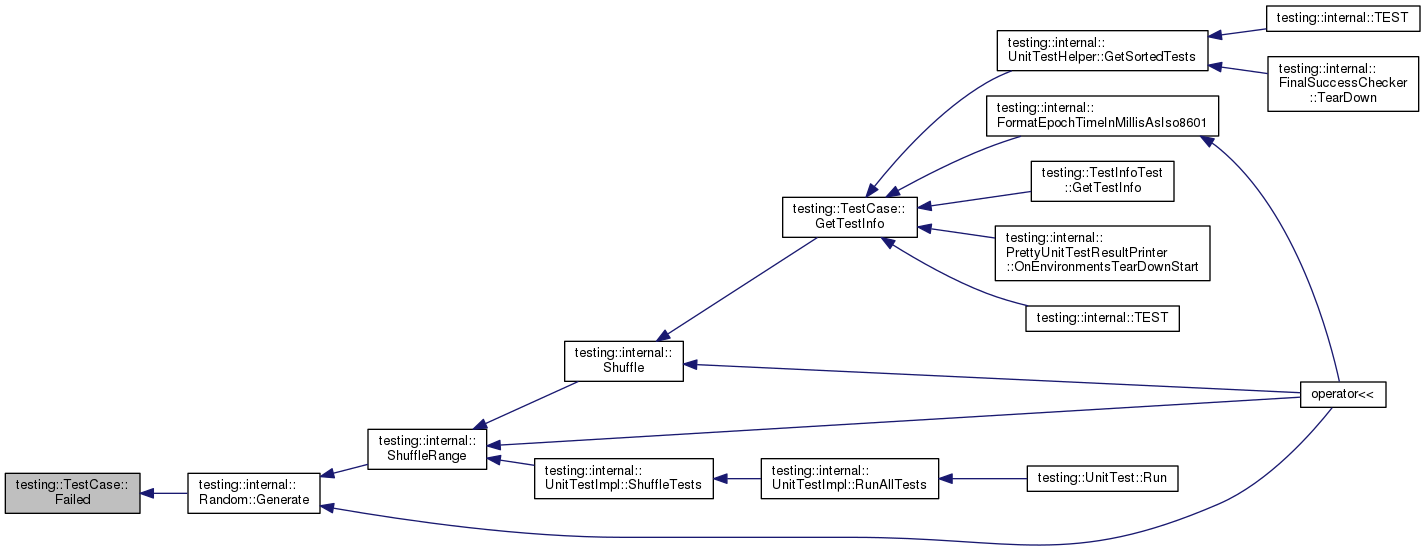 testing::internal::TEST
testing::internal::
UnitTestHelper::GetSortedTests
testing::internal::
FinalSuccessChecker
::TearDown
testing::internal::
FormatEpochTimeInMillisAsIso8601
testing::TestInfoTest
::GetTestInfo
testing::TestCase::
GetTestInfo
testing::internal::
PrettyUnitTestResultPrinter
::OnEnvironmentsTearDownStart
testing::internal::TEST
testing::internal::
Shuffle
operator<<
testing::internal::
ShuffleRange
testing::internal::
UnitTestImpl::ShuffleTests
testing::internal::
UnitTestImpl::RunAllTests
testing::UnitTest::Run
testing::TestCase::
Failed
testing::internal::
Random::Generate